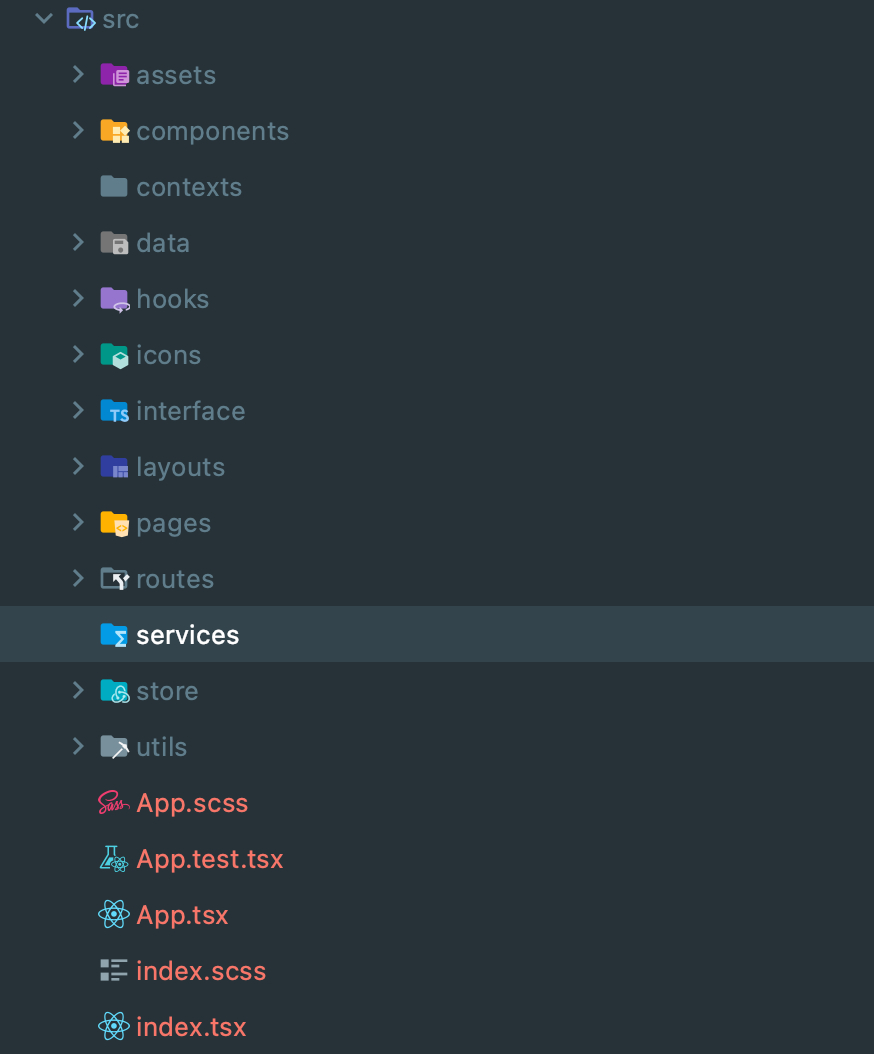 src
assets
components
contexts
data
hooks
icons
interface
layouts
pages
routes
services
store
utils
App.scss
App.test.tsx
App.tsx
index.scss
index.tsx